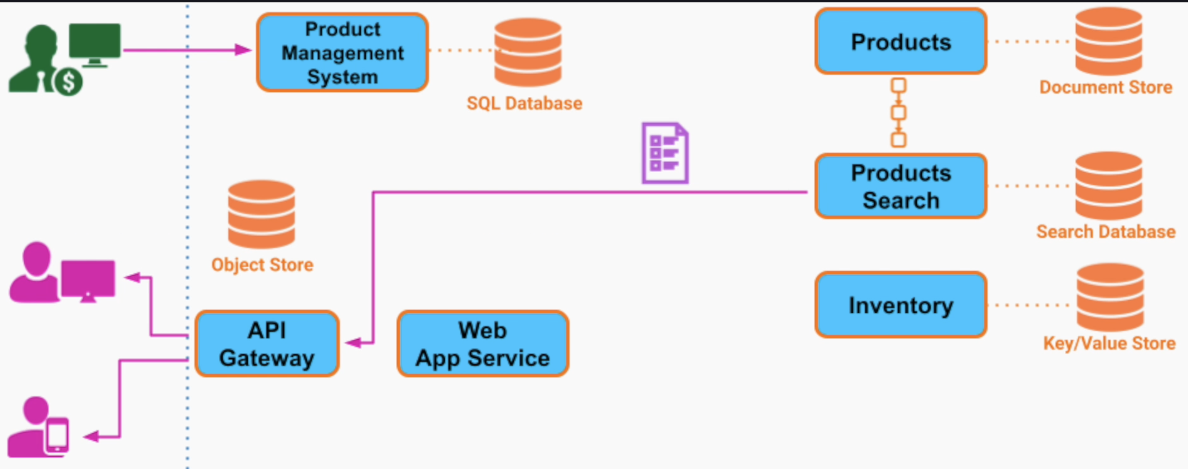 Product
Management
System
SQL Database
Products
Document Store
Products
Search
Search Database
Object Store
Inventory
Key/Value Store
API
Gateway
Web
App Service
$